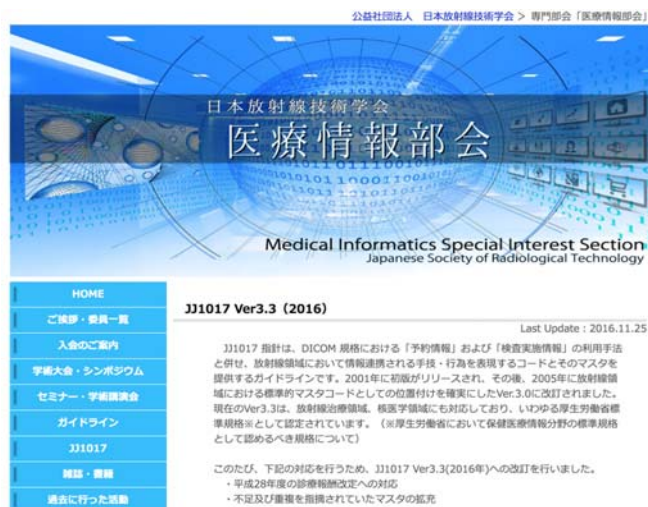 公益社団法人 日本放射線技術学会 > 専門部会「医療情報部会」
日本放射線技術学会
医療情報部会
Medical Informatics Special Interest Section
Japanese Society of Radiological Technology
HOME
ご挨拶・委員一覧
入会のご案内
学術大会・シンポジウム
セミナー・学術講演会
ガイドライン
JJ1017
雑誌・書籍
過去に行った活動
JJ1017 Ver3.3（2016）
Last Update : 2016.11.25
JJ1017 指針は、DICOM 規格における「予約情報」および「検査実施情報」の利用手法
と併せ、放射線領域において情報連携される手技・行為を表現するコードとそのマスタを
提供するガイドラインです。2001年に初版がリリースされ、その後、2005年に放射線領
域における標準的マスタコードとしての位置付けを確実にしたVer.3.0に改訂されました。
現在のVer3.3は、放射線治療領域、核医学領域にも対応しており、いわゆる厚生労働省標
準規格※として認定されています。（※厚生労働省において保健医療情報分野の標準規格
として認めるべき規格について）
このたび、下記の対応を行うため、JJ1017 Ver3.3(2016年)への改訂を行いました。
・平成28年度の診療報酬改定への対応
・不足及び重複を指摘されていたマスタの拡充